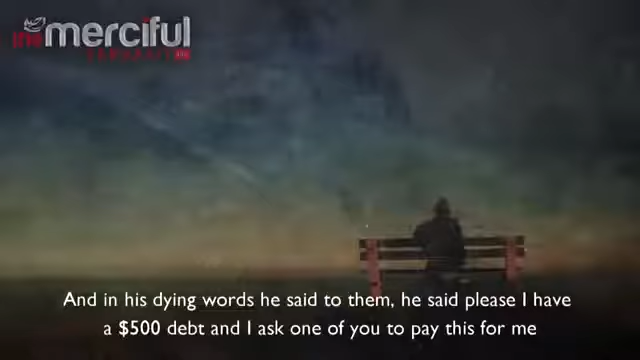 the merciful
SERVANT
And in his dying words he said to them, he said please I have
a $500 debt and I ask one of you to pay this for me